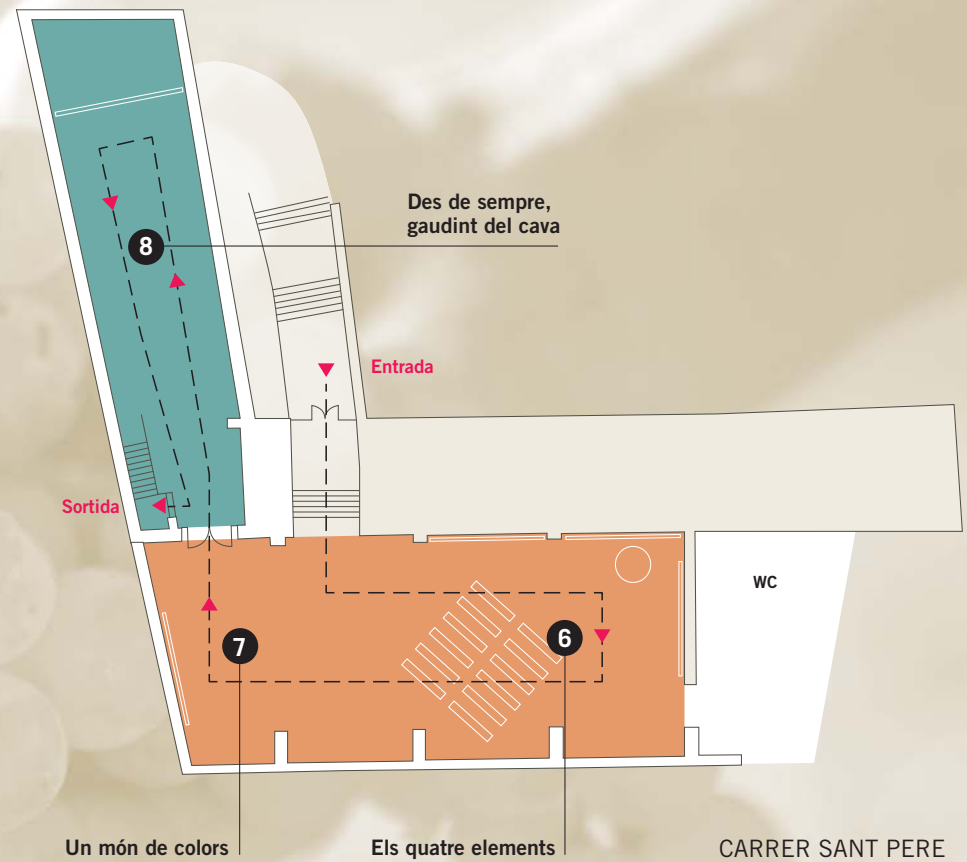 Des de sempre,
gaudint del cava
8
Entrada
Sortida
WC
7
6
Un món de colors
Els quatre elements
CARRER SANT PERE